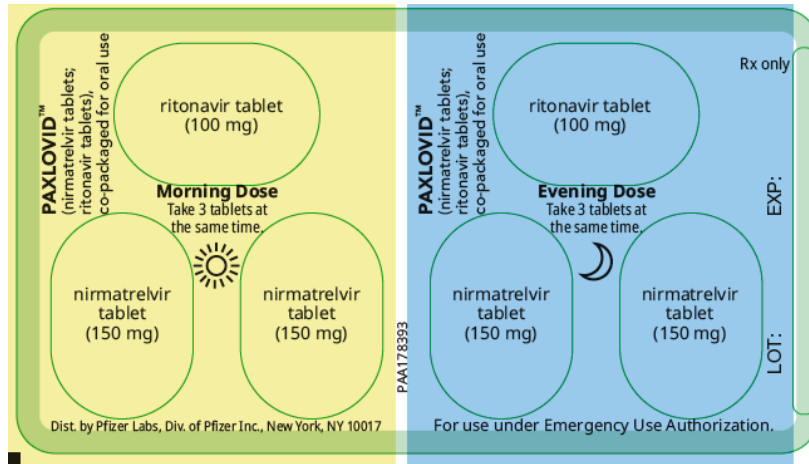 PAXLOVID™
(nirmatrelvir tablets;
ritonavir tablets),
co-packaged for oral use
ritonavir tablet
(100 mg)
Morning Dose
Take 3 tablets at
the same time.
nirmatrelvir
tablet
(150 mg)
nirmatrelvir
tablet
(150 mg)
Dist. by Pfizer Labs, Div. of Pfizer Inc., New York, NY 10017
PAA178393
PAXLOVID™
(nirmatrelvir tablets;
ritonavir tablets),
co-packaged for oral use
ritonavir tablet
(100 mg)
Evening Dose
Take 3 tablets at
the same time.
nirmatrelvir
tablet
(150 mg)
nirmatrelvir
tablet
(150 mg)
For use under Emergency Use Authorization.
Rx only
EXP:
LOT: